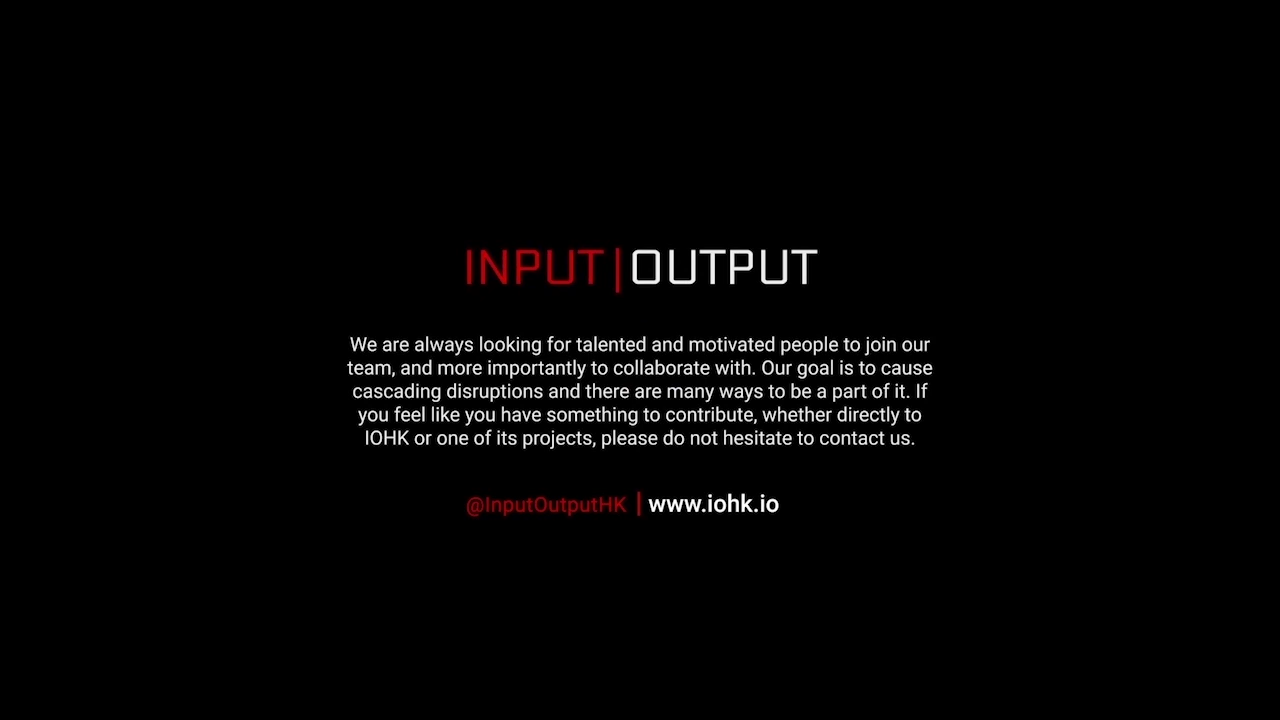 INPUT|OUTPUT
We are always looking for talented and motivated people to join our
team, and more importantly to collaborate with. Our goal is to cause
cascading disruptions and there are many ways to be a part of it. If
you feel like you have something to contribute, whether directly to
IOHK or one of its projects, please do not hesitate to contact us.
@InputOutputHK | www.iohk.io